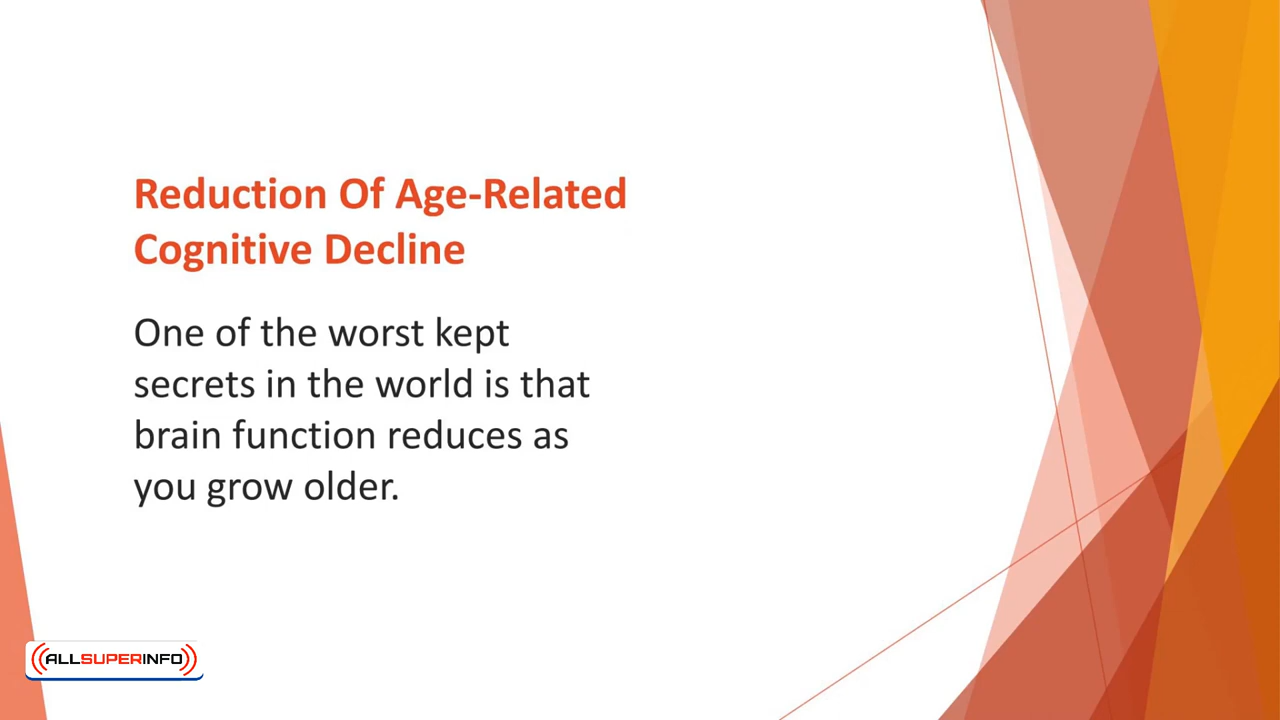 Reduction Of Age-Related
Cognitive Decline
One of the worst kept
secrets in the world is that
brain function reduces as
you grow older.
ALLSUPERINFO